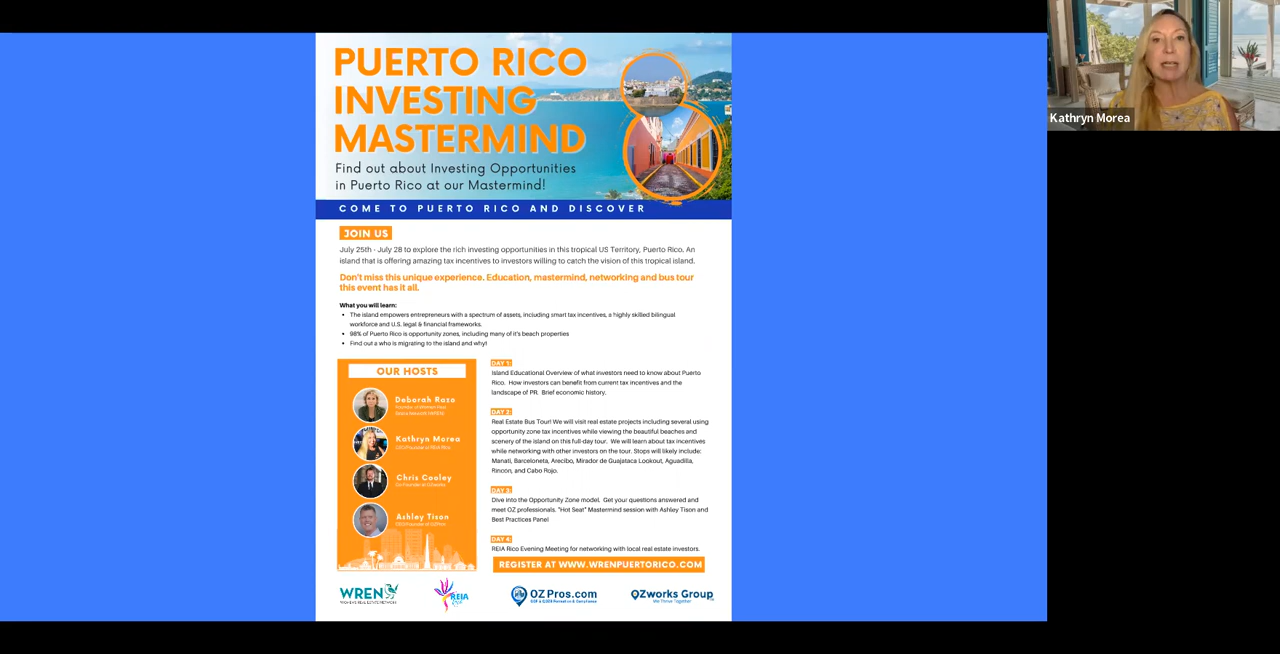 PUERTO RICO
INVESTING
MASTERMIND
Find out about Investing Opportunities
in Puerto Rico at our Mastermind!
COME TO PUERTO RICO AND DISCOVER
JOIN US
July 25th - July 28 to explore the rich investing opportunities in this tropical US Territory, Puerto Rico. An
island that is offering amazing tax incentives to investors willing to catch the vision of this tropical island.
Don't miss this unique experience. Education, mastermind, networking and bus tour
this event has it all.
What you will learn:
• The island empowers entrepreneurs with a spectrum of assets, including smart tax incentives, a highly skilled bilingual
workforce and U.S. legal & financial frameworks.
• 98% of Puerto Rico is opportunity zones, including many of it's beach properties
• Find out a who is migrating to the island and why!
OUR HOSTS
Deborah Razo
Kathryn Morea
Chris Cooley
Ashley Tison
DAY 1:
Island Educational Overview of what investors need to know about Puerto
Rico. How investors can benefit from current tax incentives and the
landscape of PR. Brief economic history.
DAY 2:
Real Estate Bus Tour! We will visit real estate projects including several using
opportunity zone tax incentives while viewing the beautiful beaches and
scenery of the island on this full-day tour. We will learn about tax incentives
while networking with other investors on the tour. Stops will likely include:
Manati, Barceloneta, Arecibo, Mirador de Guajataca Lookout, Aguadilla,
Rincon, and Cabo Rojo.
DAY 3:
Dive into the Opportunity Zone model. Get your questions answered and
meet OZ professionals. "Hot Seat" Mastermind session with Ashley Tison and
Best Practices Panel
DAY 4:
REIA Rico Evening Meeting for networking with local real estate investors.
REGISTER AT WWW.WRENPUERTORICO.COM
WREN
WOMEN'S REAL ESTATE NETWORK
REIA
OZ Pros.com
OZworks Group
We Thrive Together
Kathryn Morea